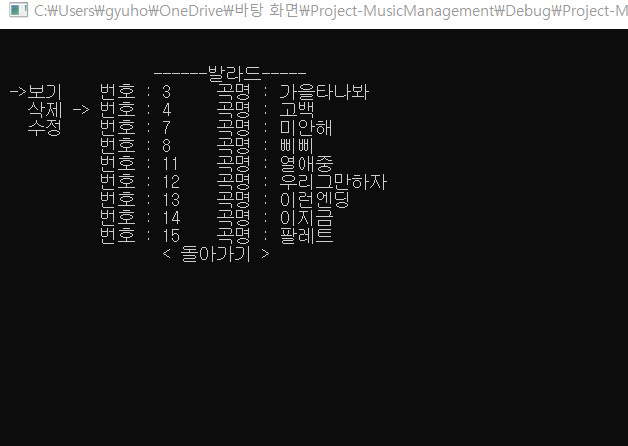 C:₩Users₩gyuho₩OneDrive₩바탕 화면₩Project-MusicManagement₩Debug₩Project-M
------발라드-----
->보기 번호 : 3 곡명 : 가을타나봐
삭제 -> 번호 : 4 곡명 : 고백
수정 번호 : 7 곡명 : 미안해
번호 : 8 곡명 : 삐삐
번호 : 11 곡명 : 열애중
번호 : 12 곡명 : 우리그만하자
번호 : 13 곡명 : 이런엔딩
번호 : 14 곡명 : 이지금
번호 : 15 곡명 : 팔레트
< 돌아가기 >